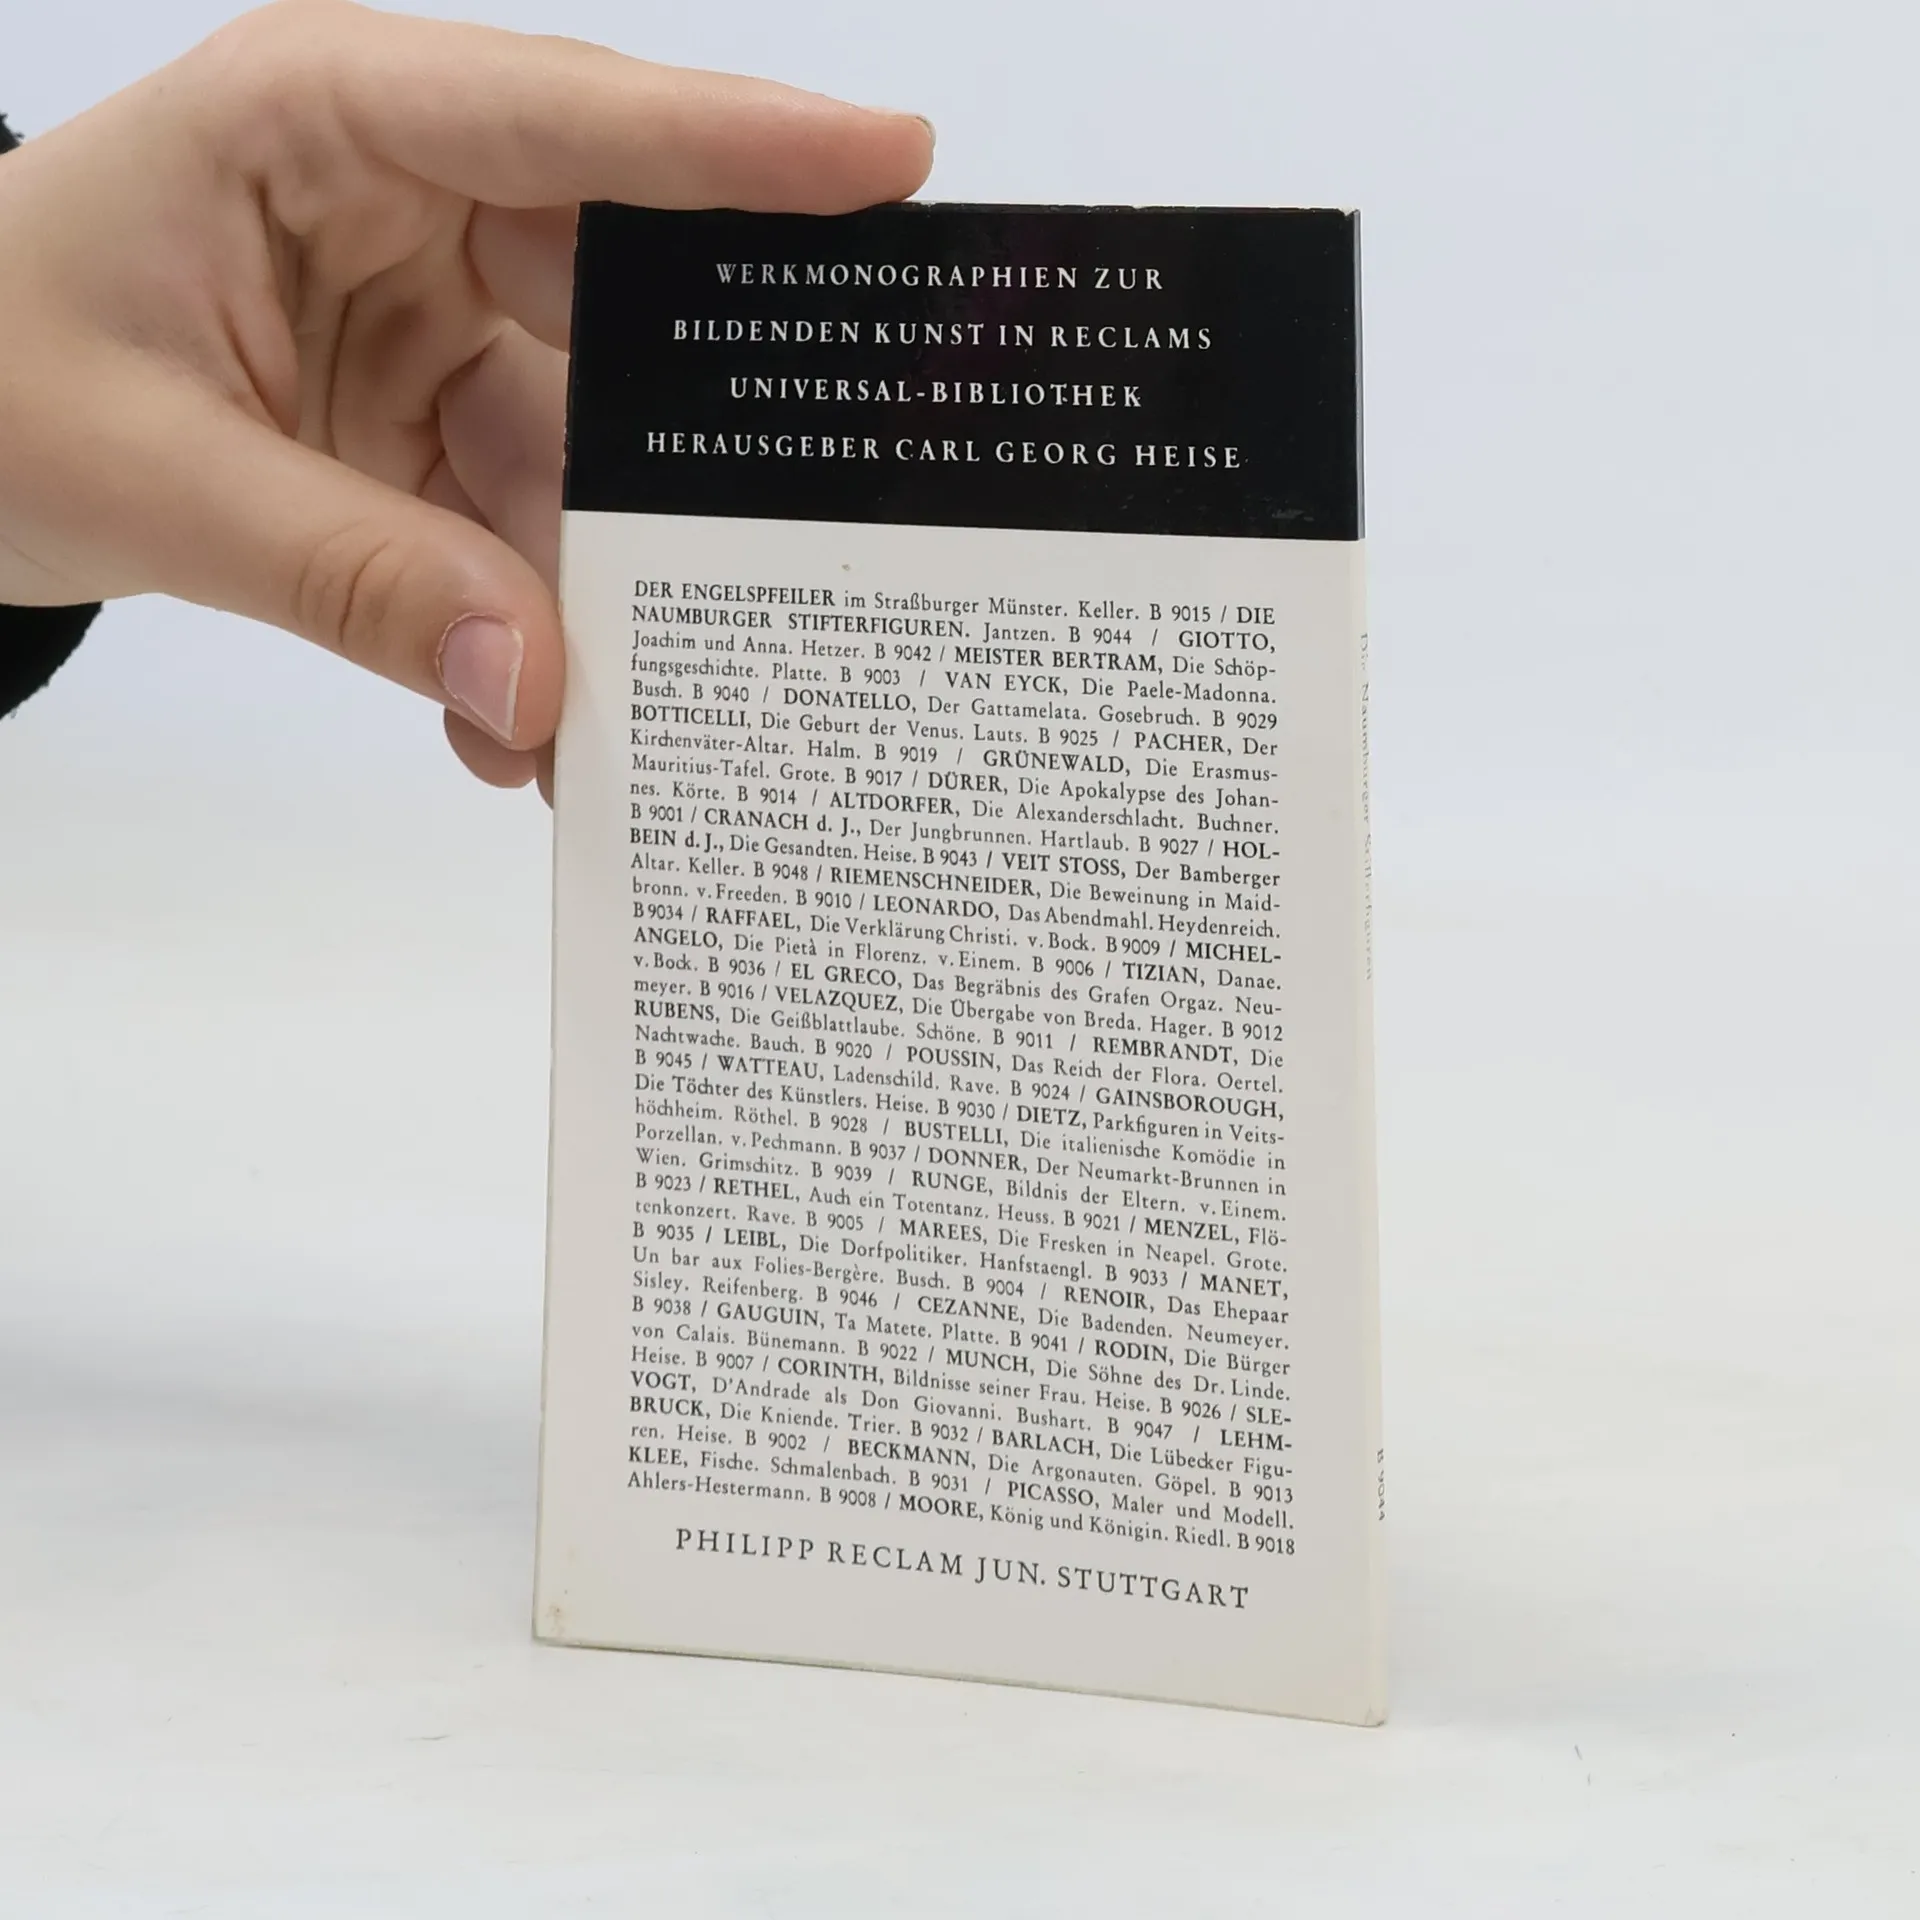 WERKMONOGRAPHIEN ZUR
BILDENDEN KUNST IN RECLAMS
UNIVERSAL-BIBLIOTHEK
HERAUSGEBER CARL GEORG HEISE
DER ENGELSPFEILER im Straßburger Münster. Keller. B 9015 / DIE
NAUMBURGER STIFTERFIGUREN. Jantzen. B 9044 / GIOTTO,
Joachim und Anna. Hetzer. B 9042 / MEISTER BERTRAM, Die Schöp-
fungsgeschichte. Platte. B 9003 / VAN EYCK, Die Paele-Madonna.
Busch. B 9040 / DONATELLO, Der Gattamelata. Gosebruch. B 9029
BOTTICELLI, Die Geburt der Venus. Lauts. B 9025 / PACHER, Der
Kirchenväter-Altar. Halm. B 9019 / GRÜNEWALD, Die Erasmus-
Mauritius-Tafel. Grote. B 9017 / DÜRER, Die Apokalypse des Johan-
nes. Körte. B 9014 / ALTDORFER, Die Alexanderschlacht. Buchner.
B 9001 / CRANACH d. J., Der Jungbrunnen. Hartlaub. B 9027 / HOL-
BEIN d. J., Die Gesandten. Heise. B 9043 / VEIT STOSS, Der Bamberger
Altar. Keller. B 9048 / RIEMENSCHNEIDER, Die Beweinung in Maid-
bronn. v. Freeden. B 9010 / LEONARDO, Das Abendmahl. Heydenreich.
B 9034 / RAFFAEL, Die Verklärung Christi. v. Bock. B 9009 / MICHEL-
ANGELO, Die Pietà in Florenz. v. Einem. B 9006 / TIZIAN, Danae.
v. Bock. B 9036 / EL GRECO, Das Begräbnis des Grafen Orgaz. Neu-
meyer. B 9016 / VELAZQUEZ, Die Übergabe von Breda. Hager. B 9012
RUBENS, Die Geißblattlaube. Schöne. B 9011 / REMBRANDT, Die
Nachtwache. Bauch. B 9020 / POUSSIN, Das Reich der Flora. Oertel.
B 9045 / WATTEAU, Ladenschild. Rave. B 9024 / GAINSBOROUGH,
Die Töchter des Künstlers. Heise. B 9030 / DIETZ, Parkfiguren in Veits-
höchheim. Röthel. B 9028 / BUSTELLI, Die italienische Komödie in
Porzellan. v. Pechmann. B 9037 / DONNER, Der Neumarkt-Brunnen in
Wien. Grimschitz. B 9039 / RUNGE, Bildnis der Eltern. v. Einem.
B 9023 / RETHEL, Auch ein Totentanz. Heuss. B 9021 / MENZEL, Flö-
tenkonzert. Rave. B 9005 / MAREES, Die Fresken in Neapel. Grote.
B 9035 / LEIBL, Die Dorfpolitiker. Hanfstaengl. B 9033 / MANET,
Un bar aux Folies-Bergère. Busch. B 9004 / RENOIR, Das Ehepaar
Sisley. Reifenberg. B 9046 / CEZANNE, Die Badenden. Neumeyer.
B 9038 / GAUGUIN, Ta Matete. Platte. B 9041 / RODIN, Die Bürger
von Calais. Bünemann. B 9022 / MUNCH, Die Söhne des Dr. Linde.
Heise. B 9007 / CORINTH, Bildnisse seiner Frau. Heise. B 9026 / SLE-
VOGT, D'Andrade als Don Giovanni. Bushart. B 9047 / LEHM-
BRUCK, Die Kniende. Trier. B 9032 / BARLACH, Die Lübecker Figu-
ren. Heise. B 9002 / BECKMANN, Die Argonauten. Göpel. B 9013
KLEE, Fische. Schmalenbach. B 9031 / PICASSO, Maler und Modell.
Ahlers-Hestermann. B 9008 / MOORE, König und Königin. Riedl. B 9018
PHILIPP RECLAM JUN. STUTTGART
Die Naumburger Stifterfiguren
B 9044